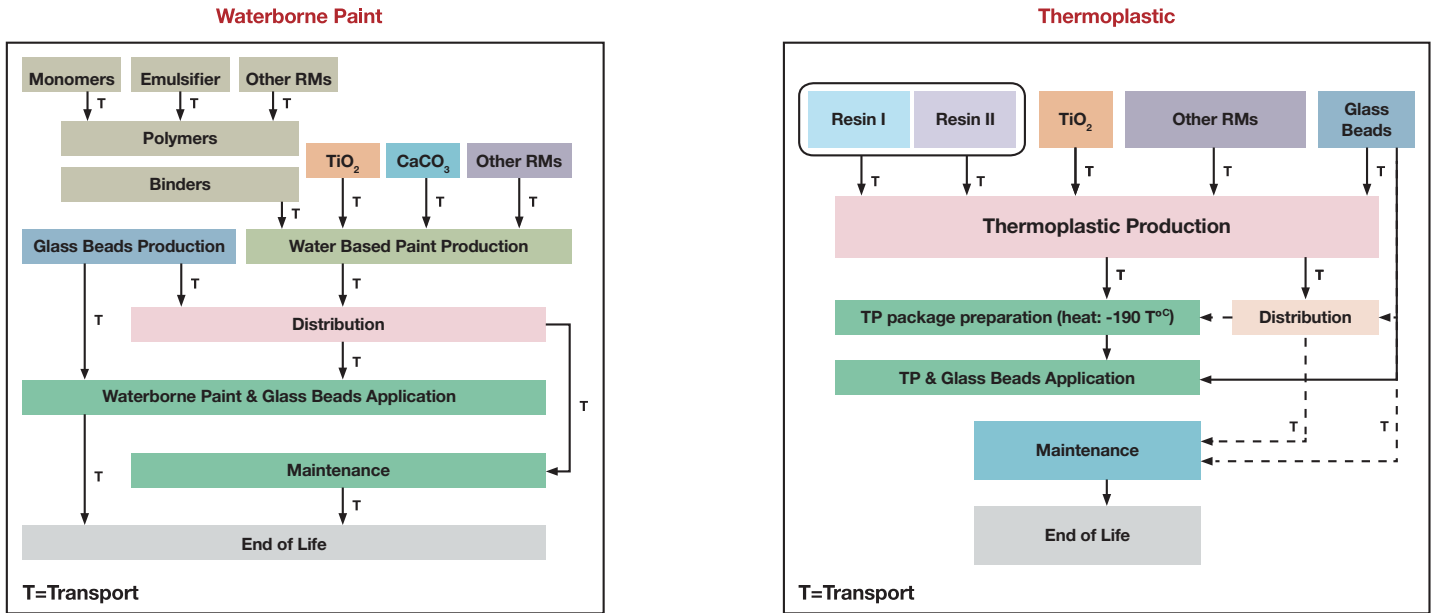 Waterborne Paint
Monomers
Emulsifier
Other RMs
T
T
T
Polymers
Binders
TiO₂
CaCO₃
Other RMs
T
T
T
T
Glass Beads Production
Water Based Paint Production
T
T
T
Distribution
T
Waterborne Paint & Glass Beads Application
T
T
Maintenance
T
End of Life
T=Transport
Thermoplastic
Resin I
Resin II
TiO₂
Other RMs
Glass
Beads
T
T
T
T
T
Thermoplastic Production
T
T
TP package preparation (heat: -190 Tºᶜ)
Distribution
TP & Glass Beads Application
T
T
Maintenance
End of Life
T=Transport